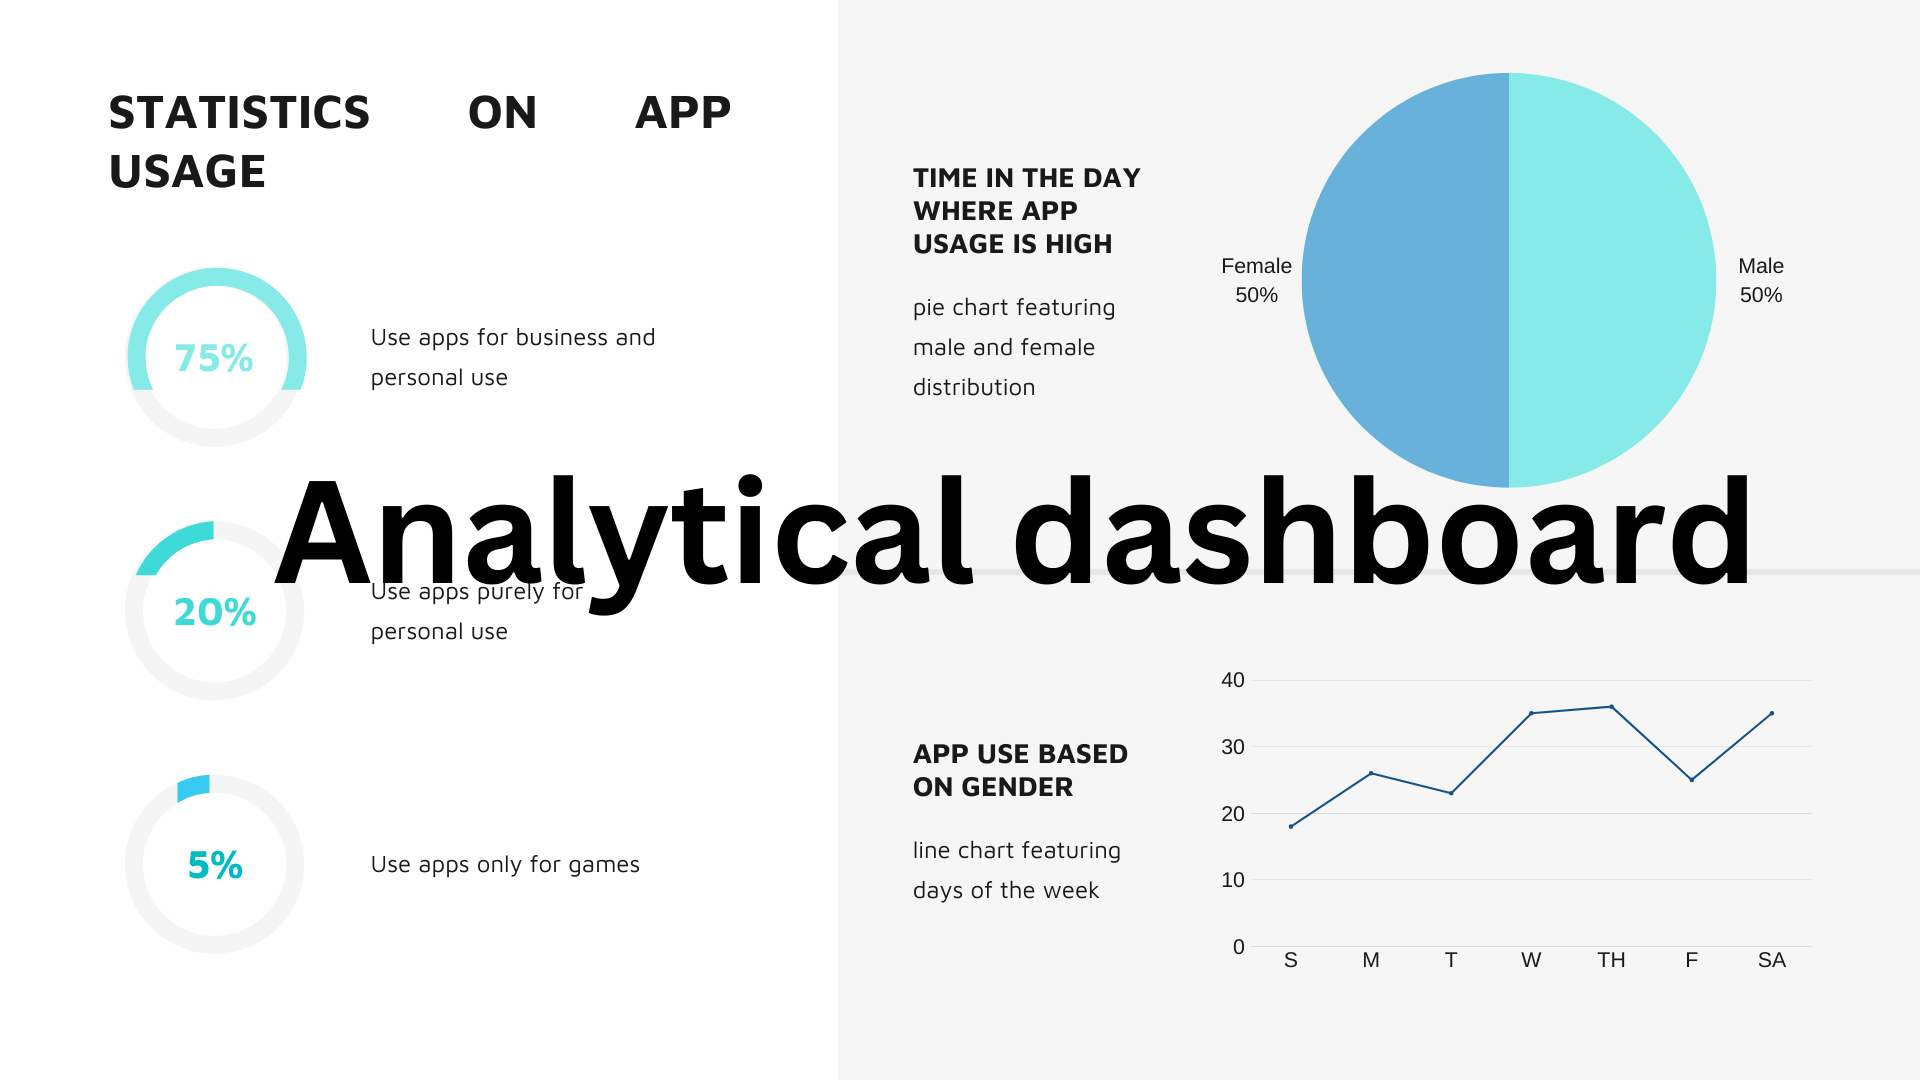 STATISTICS ON APP
USAGE
75%
Use apps for business and
personal use
20%
Use apps purely for
personal use
5%
Use apps only for games
Analytical dashboard
TIME IN THE DAY
WHERE APP
USAGE IS HIGH
pie chart featuring
male and female
distribution
Female
50%
Male
50%
APP USE BASED
ON GENDER
line chart featuring
days of the week
40
30
20
10
0
S M T W TH F SA